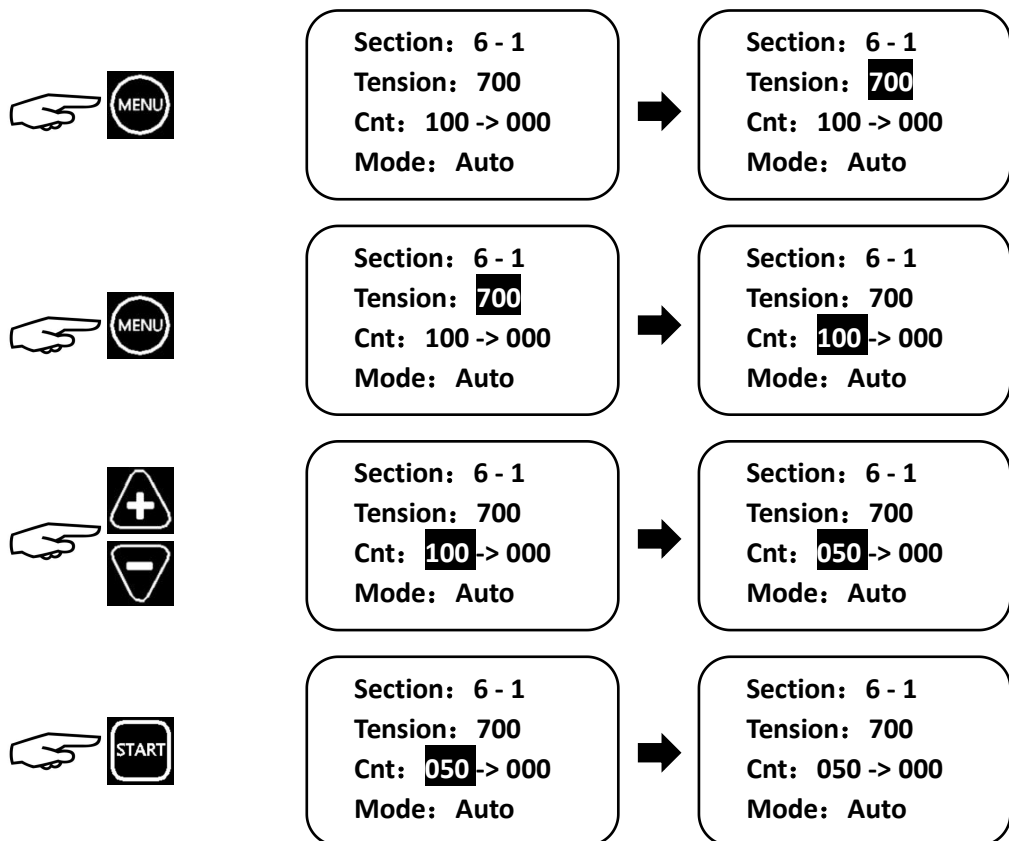 MENU
Section：6 - 1
Tension：700
Cnt：100 -> 000
Mode：Auto
Section：6 - 1
Tension：700
Cnt：100 -> 000
Mode：Auto
MENU
Section：6 - 1
Tension：700
Cnt：100 -> 000
Mode：Auto
Section：6 - 1
Tension：700
Cnt：100 -> 000
Mode：Auto
+
-
Section：6 - 1
Tension：700
Cnt：100 -> 000
Mode：Auto
Section：6 - 1
Tension：700
Cnt：050 -> 000
Mode：Auto
START
Section：6 - 1
Tension：700
Cnt：050 -> 000
Mode：Auto
Section：6 - 1
Tension：700
Cnt：050 -> 000
Mode：Auto